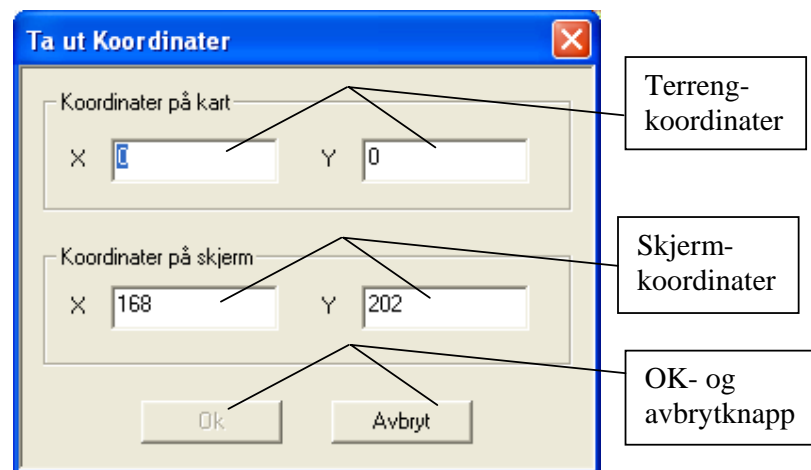 Ta ut Koordinater
Koordinater på kart
X 0 Y 0
Koordinater på skjerm
X 168 Y 202
Ok Avbryt
Terreng-
koordinater
Skjerm-
koordinater
OK- og
avbrytknapp